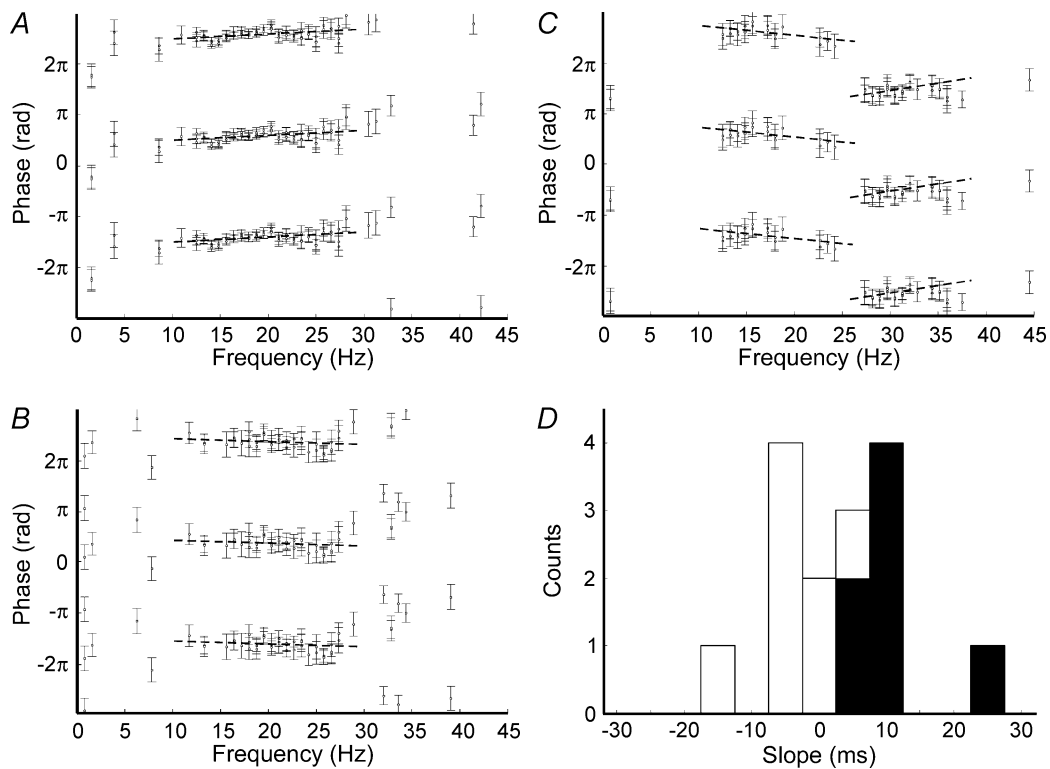 A
Phase (rad)
2π
π
0
-π
-2π
0 5 10 15 20 25 30 35 40 45
Frequency (Hz)
C
Phase (rad)
2π
π
0
-π
-2π
0 5 10 15 20 25 30 35 40 45
Frequency (Hz)
B
Phase (rad)
2π
π
0
-π
-2π
0 5 10 15 20 25 30 35 40 45
Frequency (Hz)
D
Counts
4
3
2
1
0
-30 -20 -10 0 10 20 30
Slope (ms)